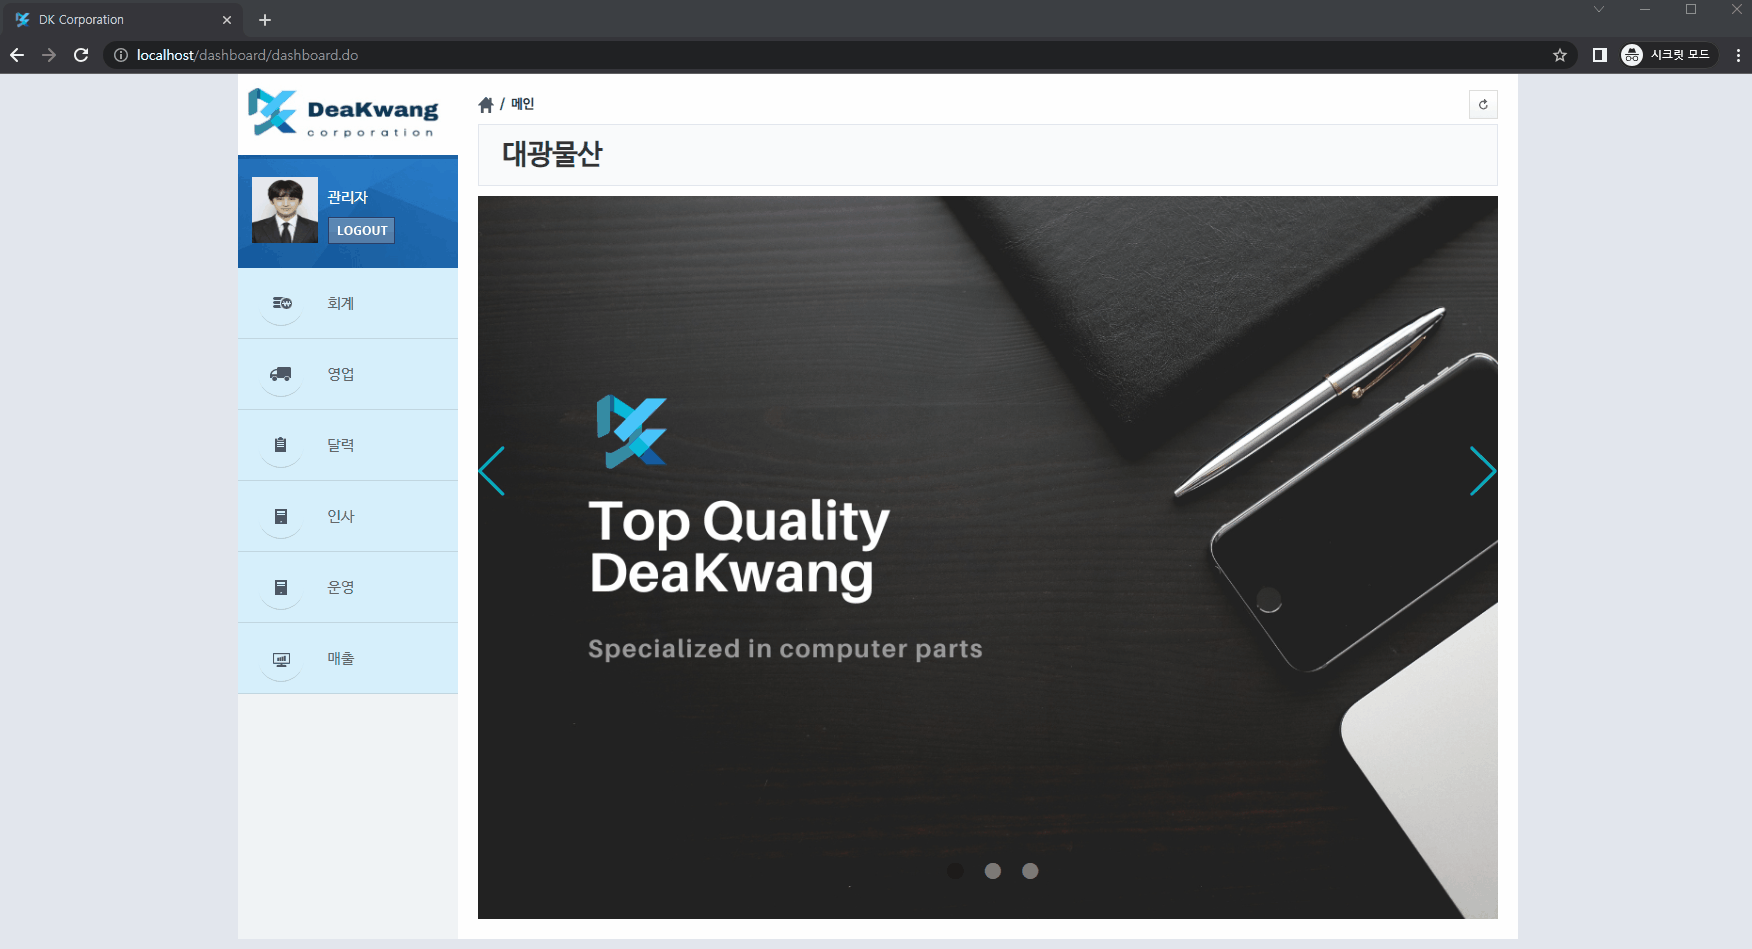 DK Corporation
localhost/dashboard/dashboard.do
시크릿 모드
DeaKwang
corporation
/ 메인
대광물산
관리자
LOGOUT
회계
영업
달력
인사
운영
매출
Top Quality
DeaKwang
Specialized in computer parts